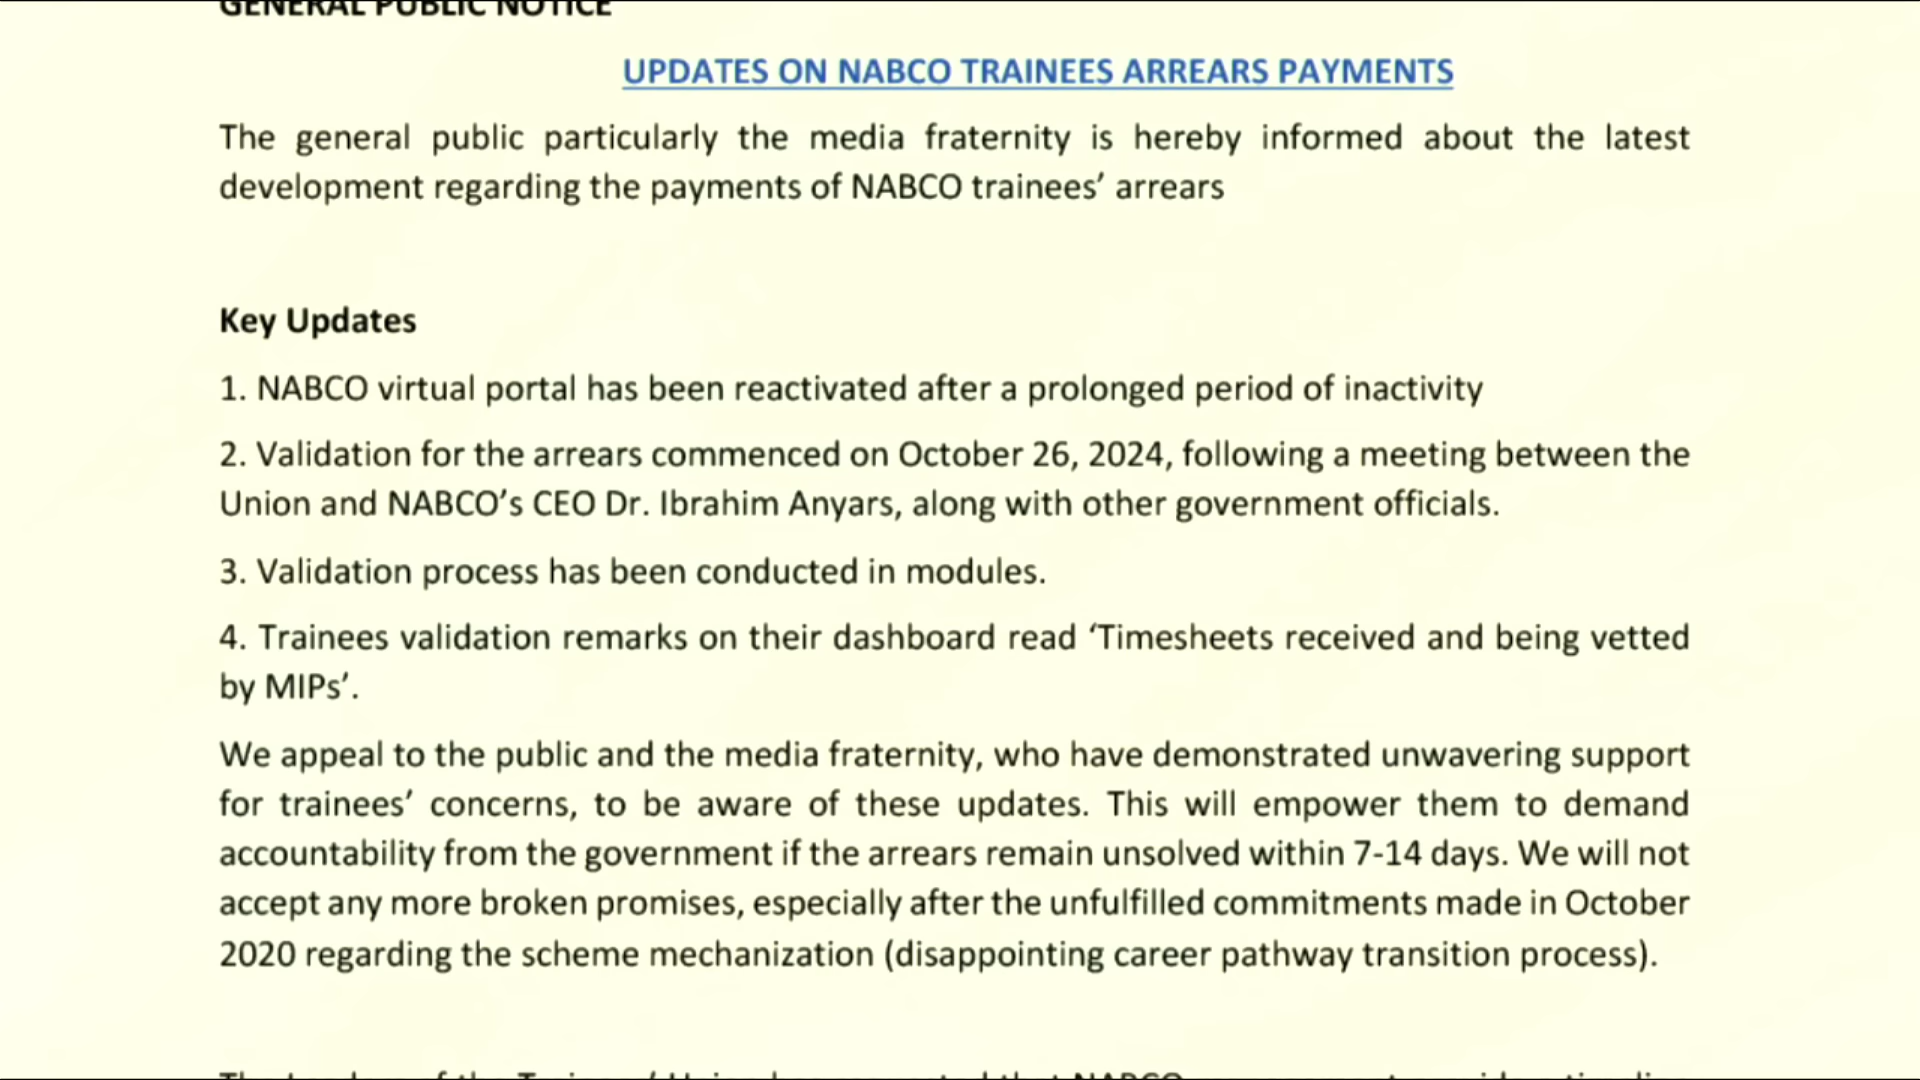 GENERAL PUBLIC NOTICE
UPDATES ON NABCO TRAINEES ARREARS PAYMENTS
The general public particularly the media fraternity is hereby informed about the latest
development regarding the payments of NABCO trainees’ arrears
Key Updates
1. NABCO virtual portal has been reactivated after a prolonged period of inactivity
2. Validation for the arrears commenced on October 26, 2024, following a meeting between the
Union and NABCO’s CEO Dr. Ibrahim Anyars, along with other government officials.
3. Validation process has been conducted in modules.
4. Trainees validation remarks on their dashboard read ‘Timesheets received and being vetted
by MIPs’.
We appeal to the public and the media fraternity, who have demonstrated unwavering support
for trainees’ concerns, to be aware of these updates. This will empower them to demand
accountability from the government if the arrears remain unsolved within 7-14 days. We will not
accept any more broken promises, especially after the unfulfilled commitments made in October
2020 regarding the scheme mechanization (disappointing career pathway transition process).